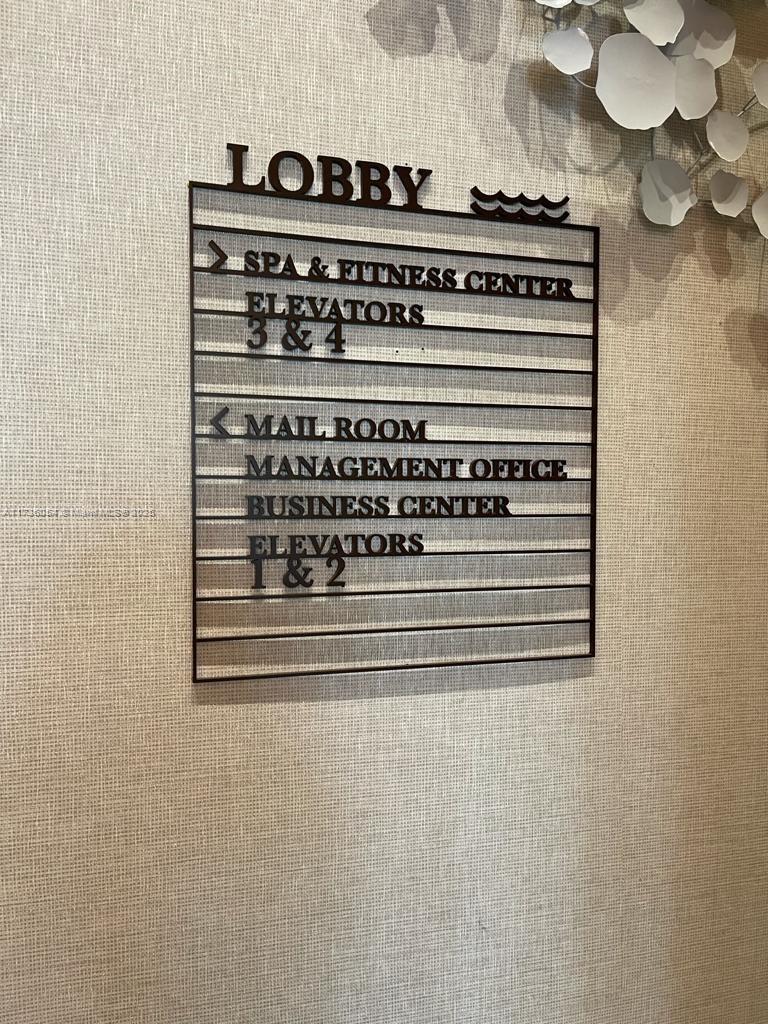 LOBBY
> SPA & FITNESS CENTER
ELEVATORS
3 & 4
< MAIL ROOM
MANAGEMENT OFFICE
BUSINESS CENTER
ELEVATORS
1 & 2